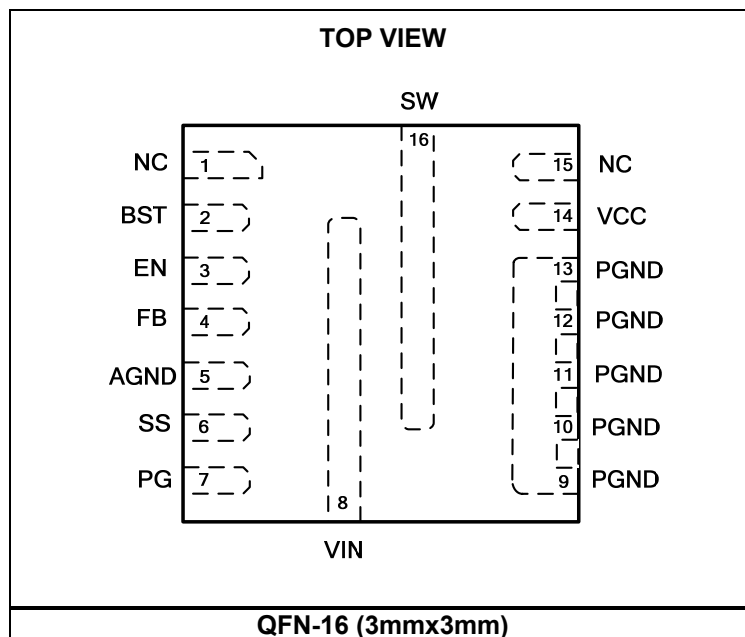 TOP VIEW
SW
16
NC 1 15 NC
BST 2 14 VCC
EN 3 13 PGND
FB 4 12 PGND
AGND 5 11 PGND
SS 6 10 PGND
PG 7 9 PGND
8
VIN
QFN-16 (3mmx3mm)